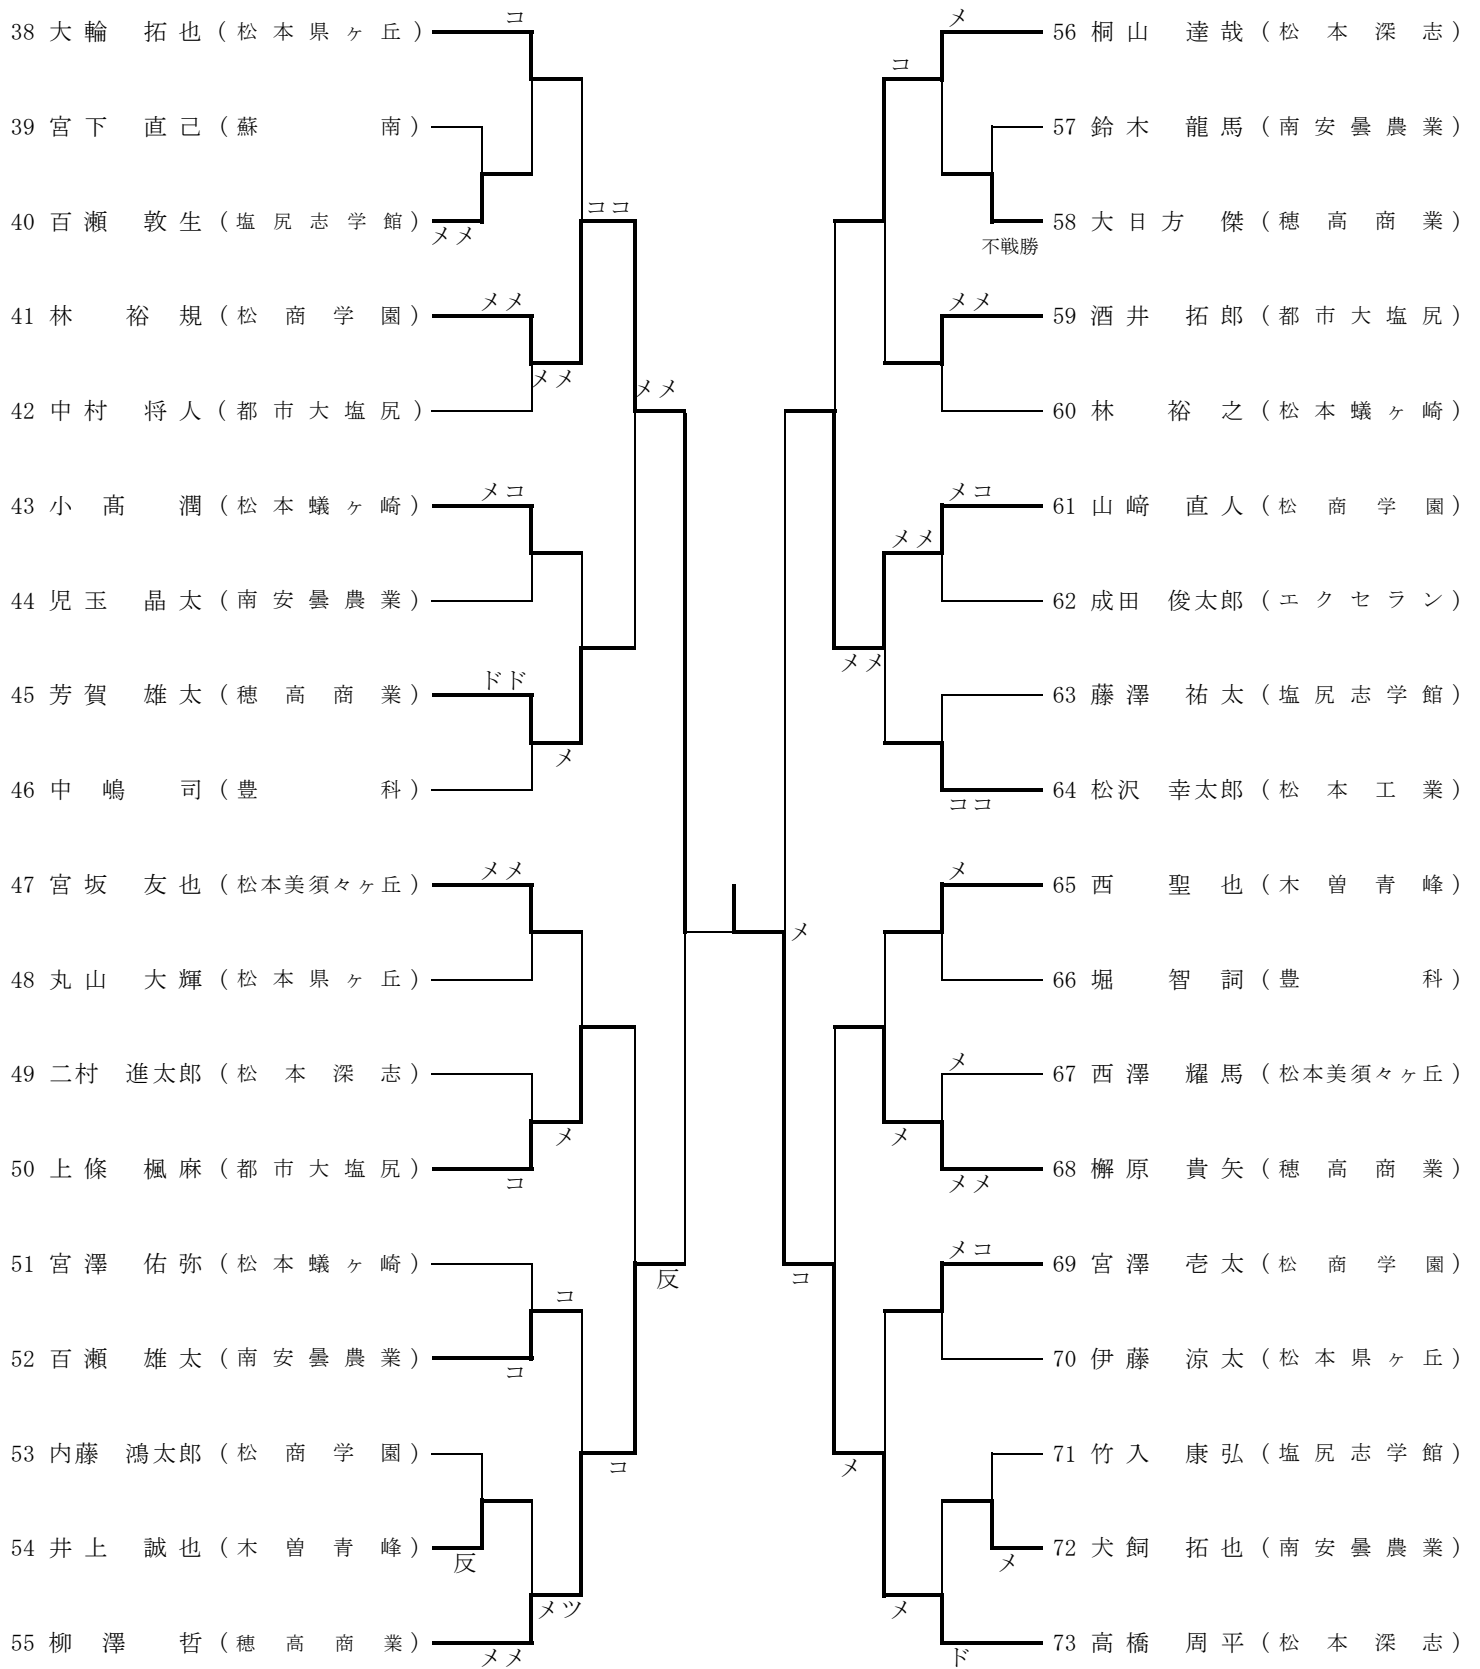 コ
38 大輪 拓也 (松本県ヶ丘)
39 宮下 直己 (蘇南)
40 百瀬 敦生 (塩尻志学館)
メメ
ココ
メメ
41 林 裕規 (松商学園)
メメ
42 中村 将人 (都市大塩尻)
メメ
メコ
43 小髙 潤 (松本蟻ヶ崎)
44 児玉 晶太 (南安曇農業)
ドド
45 芳賀 雄太 (穂高商業)
メ
46 中嶋 司 (豊科)
メメ
47 宮坂 友也 (松本美須々ヶ丘)
48 丸山 大輝 (松本県ヶ丘)
49 二村 進太郎 (松本深志)
メ
50 上條 楓麻 (都市大塩尻)
コ
51 宮澤 佑弥 (松本蟻ヶ崎)
反
コ
52 百瀬 雄太 (南安曇農業)
コ
53 内藤 鴻太郎 (松商学園)
コ
54 井上 誠也 (木曽青峰)
反
メツ
55 柳澤 哲 (穂高商業)
メメ
メ
メ
56 桐山 達哉 (松本深志)
コ
57 鈴木 龍馬 (南安曇農業)
58 大日方 傑 (穂高商業)
不戦勝
メメ
59 酒井 拓郎 (都市大塩尻)
60 林 裕之 (松本蟻ヶ崎)
メコ
61 山﨑 直人 (松商学園)
メメ
62 成田 俊太郎 (エクセラン)
メメ
63 藤澤 祐太 (塩尻志学館)
64 松沢 幸太郎 (松本工業)
ココ
メ
65 西 聖也 (木曽青峰)
66 堀 智詞 (豊科)
メ
67 西澤 耀馬 (松本美須々ヶ丘)
メ
68 檞原 貴矢 (穂高商業)
メメ
メコ
69 宮澤 壱太 (松商学園)
コ
70 伊藤 涼太 (松本県ヶ丘)
71 竹入 康弘 (塩尻志学館)
メ
72 犬飼 拓也 (南安曇農業)
メ
メ
73 高橋 周平 (松本深志)
ド